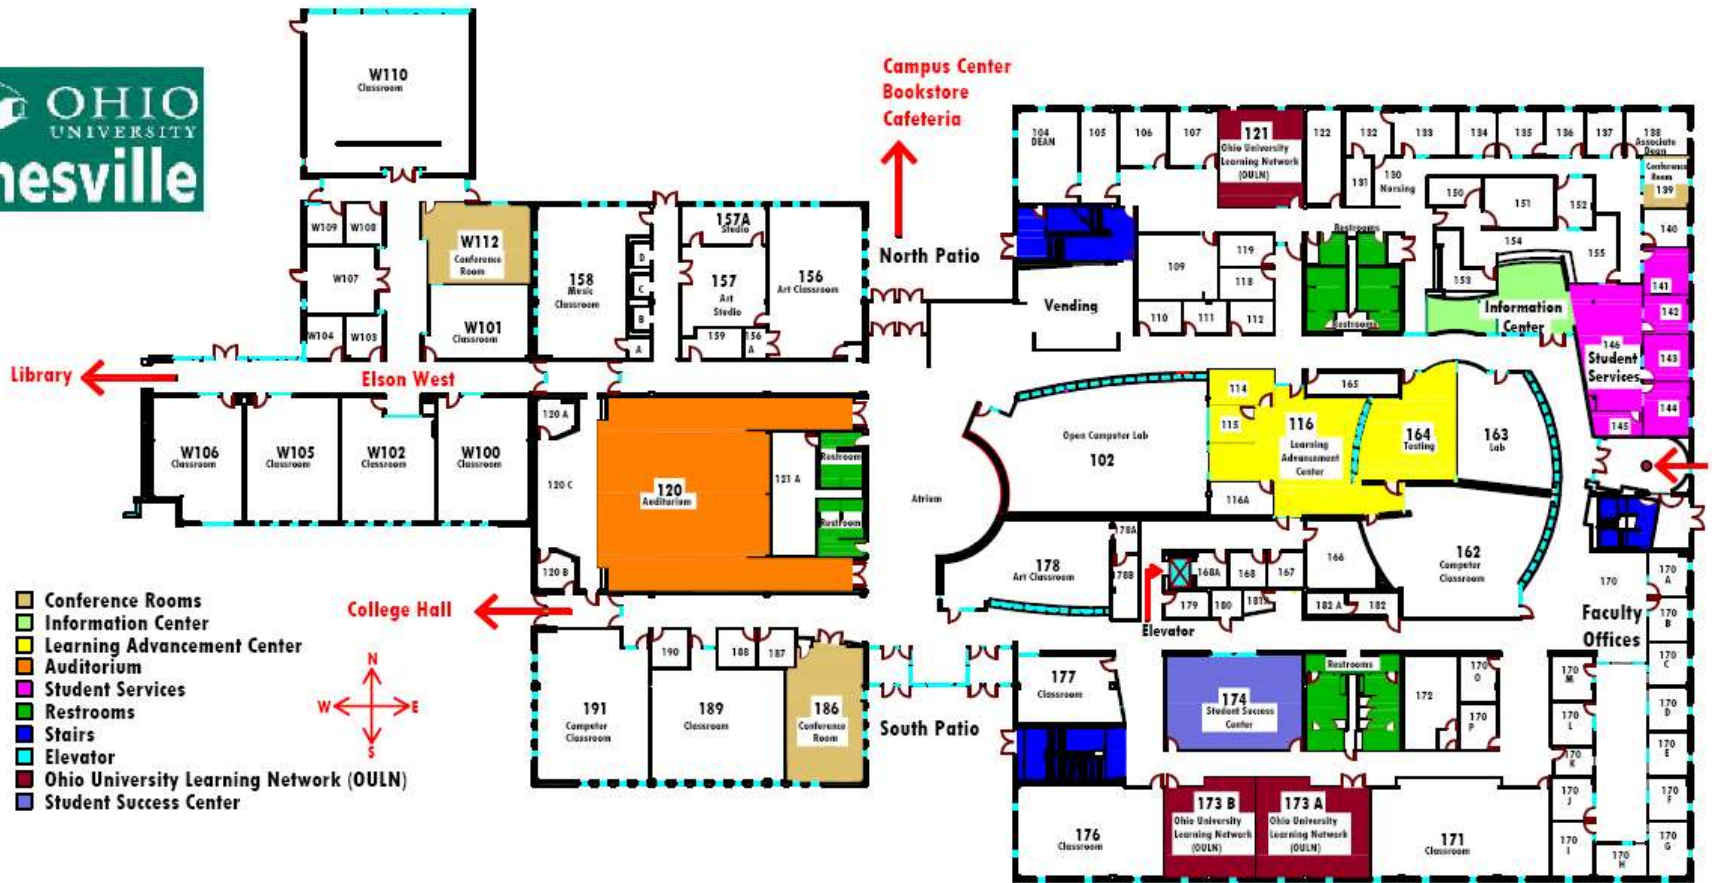 OHIO
UNIVERSITY
nesville
W110
Classroom
W109
W108
W107
W104
W103
W112
Conference
Room
W101
Classroom
Library
Elson West
W106
Classroom
W105
Classroom
W102
Classroom
W100
Classroom
158
Music
Classroom
D
C
B
A
157A
Studio
157
Art
Studio
159
156
A
156
Art Classroom
120 A
120 C
120 B
120
Auditorium
121 A
Restroom
Restroom
College Hall
191
Computer
Classroom
190
188
187
189
Classroom
186
Conference
Room
Campus Center
Bookstore
Cafeteria
North Patio
South Patio
Atrium
104
DEAN
105
106
107
121
Ohio University
Learning Network
(OULN)
122
132
133
134
135
136
137
138
Associate
Dean
131
130
Nursing
150
151
152
Conference
Room
139
140
154
155
153
109
119
118
110
111
112
Vending
Restrooms
Restrooms
Information
Center
141
142
143
144
145
146
Student
Services
Open Computer Lab
102
114
115
116
Learning
Advancement
Center
116A
165
164
Testing
163
Lab
178
Art Classroom
178A
178B
168A
168
167
166
179
180
181A
182 A
182
Elevator
162
Computer
Classroom
170
Faculty
Offices
170
A
170
B
170
C
170
D
170
E
170
F
170
G
170
H
170
I
170
J
170
K
170
L
170
M
170
O
170
P
172
177
Classroom
174
Student Success
Center
Restrooms
176
Classroom
173 B
Ohio University
Learning Network
(OULN)
173 A
Ohio University
Learning Network
(OULN)
171
Classroom
Conference Rooms
Information Center
Learning Advancement Center
Auditorium
Student Services
Restrooms
Stairs
Elevator
Ohio University Learning Network (OULN)
Student Success Center
N
W
E
S